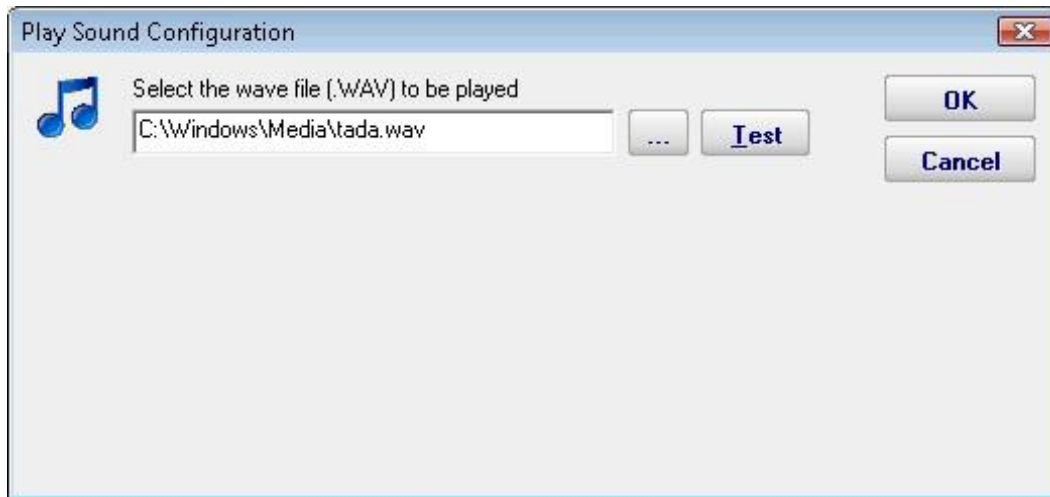 Play Sound Configuration
Select the wave file (.WAV) to be played
C:\Windows\Media\tada.wav
...
Test
OK
Cancel